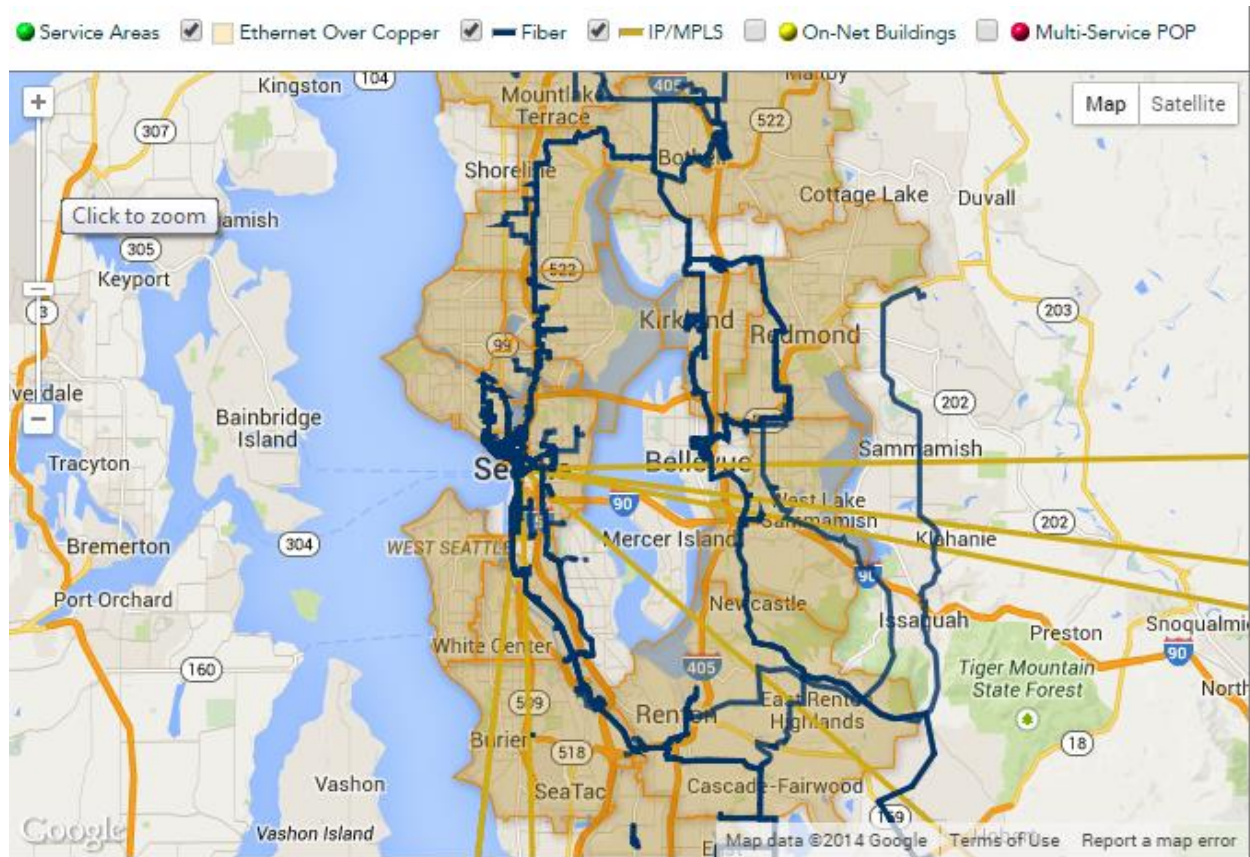 Service Areas Ethernet Over Copper Fiber IP/MPLS On-Net Buildings Multi-Service POP
Kingston
104
Mountlake
Terrace
405
Map Satellite
307
522
Shoreline
Cottage Lake
Duvall
Click to zoom
amish
305
Keyport
522
3
203
Kirkland
Redmond
99
202
Bainbridge
Island
Sammamish
Tracyton
Bellevue
90
West Lake
Sammamish
202
Bremerton
304
WEST SEATTLE
Mercer Island
Klahanie
90
Port Orchard
Newcastle
Issaquah
Preston
White Center
90
160
405
Tiger Mountain
State Forest
North
509
Renton
East Renton
Highlands
18
518
Vashon
SeaTac
Cascade-Fairwood
169
Google
Vashon Island
Map data ©2014 Google Terms of Use Report a map error